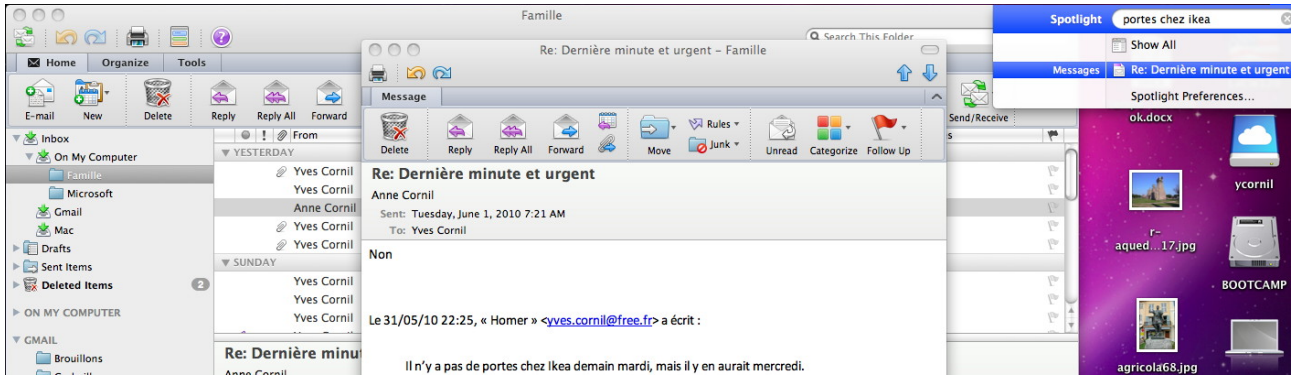 Famille
Spotlight portes chez ikea
Show All
Messages Re: Dernière minute et urgent
Spotlight Preferences...
Search This Folder
Home Organize Tools
E-mail New Delete Reply Reply All Forward Send/Receive
Inbox
On My Computer
Famille
Microsoft
Gmail
Mac
Drafts
Sent Items
Deleted Items 2
ON MY COMPUTER
GMAIL
Brouillons
! From
YESTERDAY
Yves Cornil
Yves Cornil
Anne Cornil
Yves Cornil
Yves Cornil
SUNDAY
Yves Cornil
Yves Cornil
Yves Cornil
Re: Dernière minu
Re: Dernière minute et urgent – Famille
Message
Delete Reply Reply All Forward Move Rules Junk Unread Categorize Follow Up
Re: Dernière minute et urgent
Anne Cornil
Sent: Tuesday, June 1, 2010 7:21 AM
To: Yves Cornil
Non
Le 31/05/10 22:25, « Homer » <yves.cornil@free.fr> a écrit :
Il n'y a pas de portes chez Ikea demain mardi, mais il y en aurait mercredi.
ok.docx
ycornil
r-
aqued...17.jpg
BOOTCAMP
agricola68.jpg